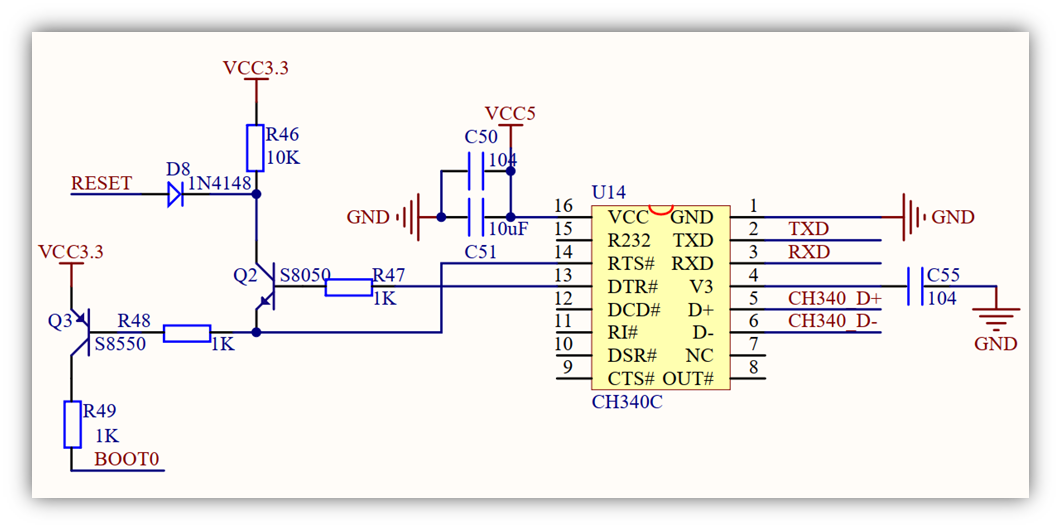 VCC3.3
R46
10K
D8
RESET
1N4148
VCC5
C50
104
GND
10uF
C51
VCC3.3
Q2
S8050
R47
1K
Q3
R48
S8550
1K
R49
1K
BOOT0
U14
16 VCC GND 1
15 R232 TXD 2 TXD
14 RTS# RXD 3 RXD
13 DTR# V3 4
12 DCD# D+ 5 CH340_D+
11 RI# D- 6 CH340_D-
10 DSR# NC 7
9 CTS# OUT# 8
CH340C
GND
C55
104
GND